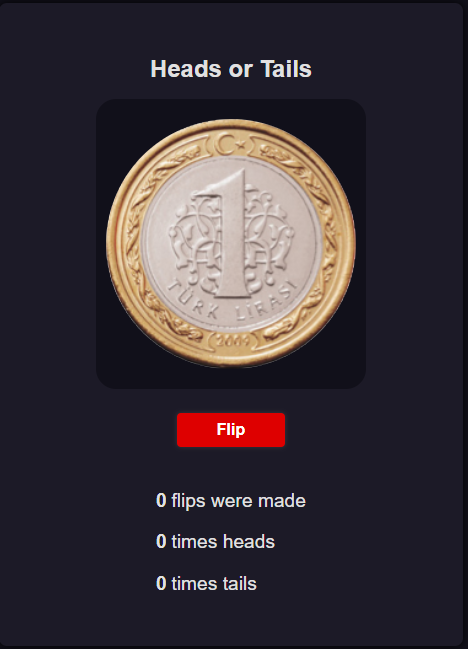 Heads or Tails
1
TÜRK LİRASI
2009
Flip
0 flips were made
0 times heads
0 times tails